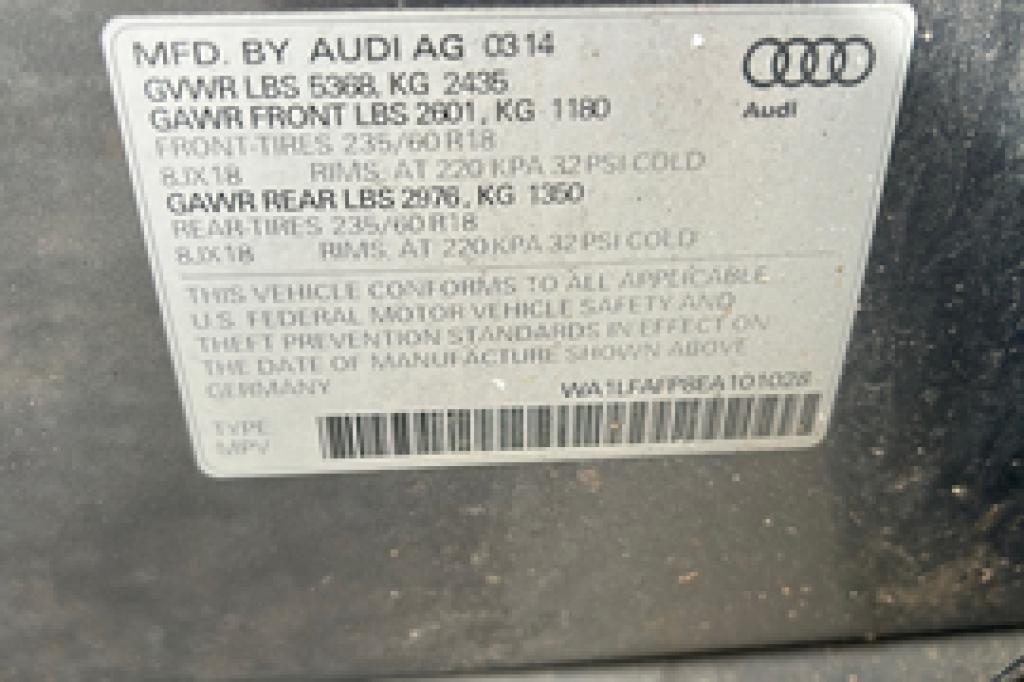 MFD. BY AUDI AG 0314
GVWR LBS 5368, KG 2435
GAWR FRONT LBS 2601, KG 1180
FRONT-TIRES 235/60 R18
8JX18 RIMS. AT 220 KPA 32 PSI COLD
GAWR REAR LBS 2976, KG 1350
REAR-TIRES 235/60 R18
8JX18 RIMS. AT 220 KPA 32 PSI COLD
Audi
THIS VEHICLE CONFORMS TO ALL APPLICABLE
U.S. FEDERAL MOTOR VEHICLE SAFETY AND
THEFT PREVENTION STANDARDS IN EFFECT ON
THE DATE OF MANUFACTURE SHOWN ABOVE
GERMANY WA1LFAFP8EA101028
TYPE
MPV